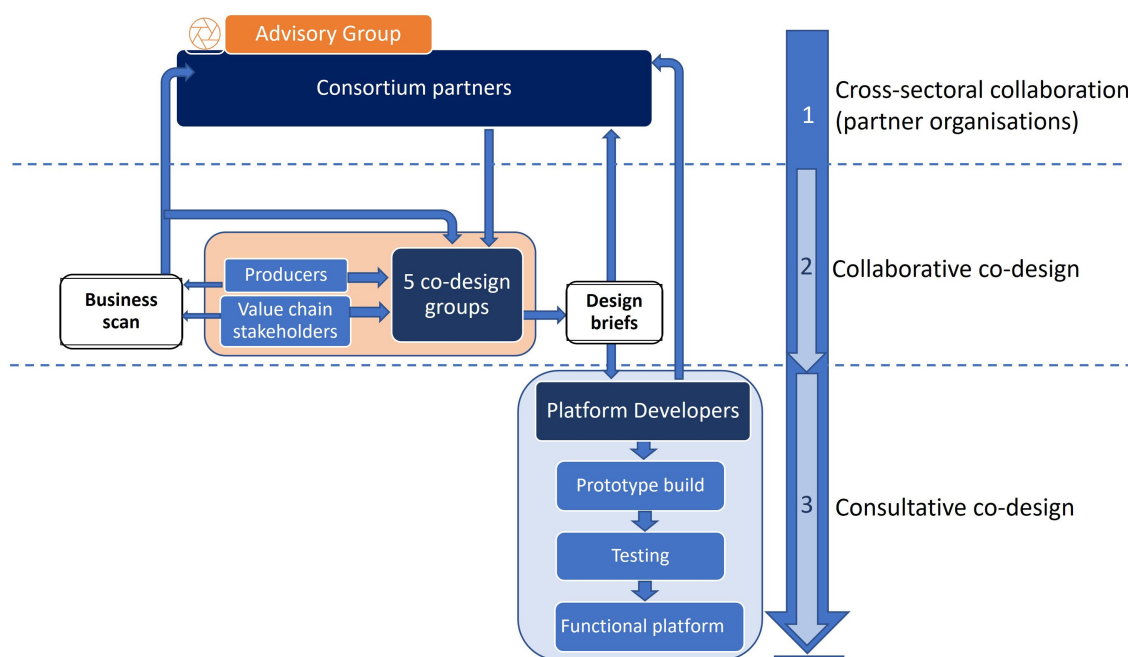 Advisory Group
Consortium partners
1
Cross-sectoral collaboration
(partner organisations)
Business
scan
Producers
Value chain
stakeholders
5 co-design
groups
Design
briefs
2
Collaborative co-design
Platform Developers
Prototype build
Testing
Functional platform
3
Consultative co-design